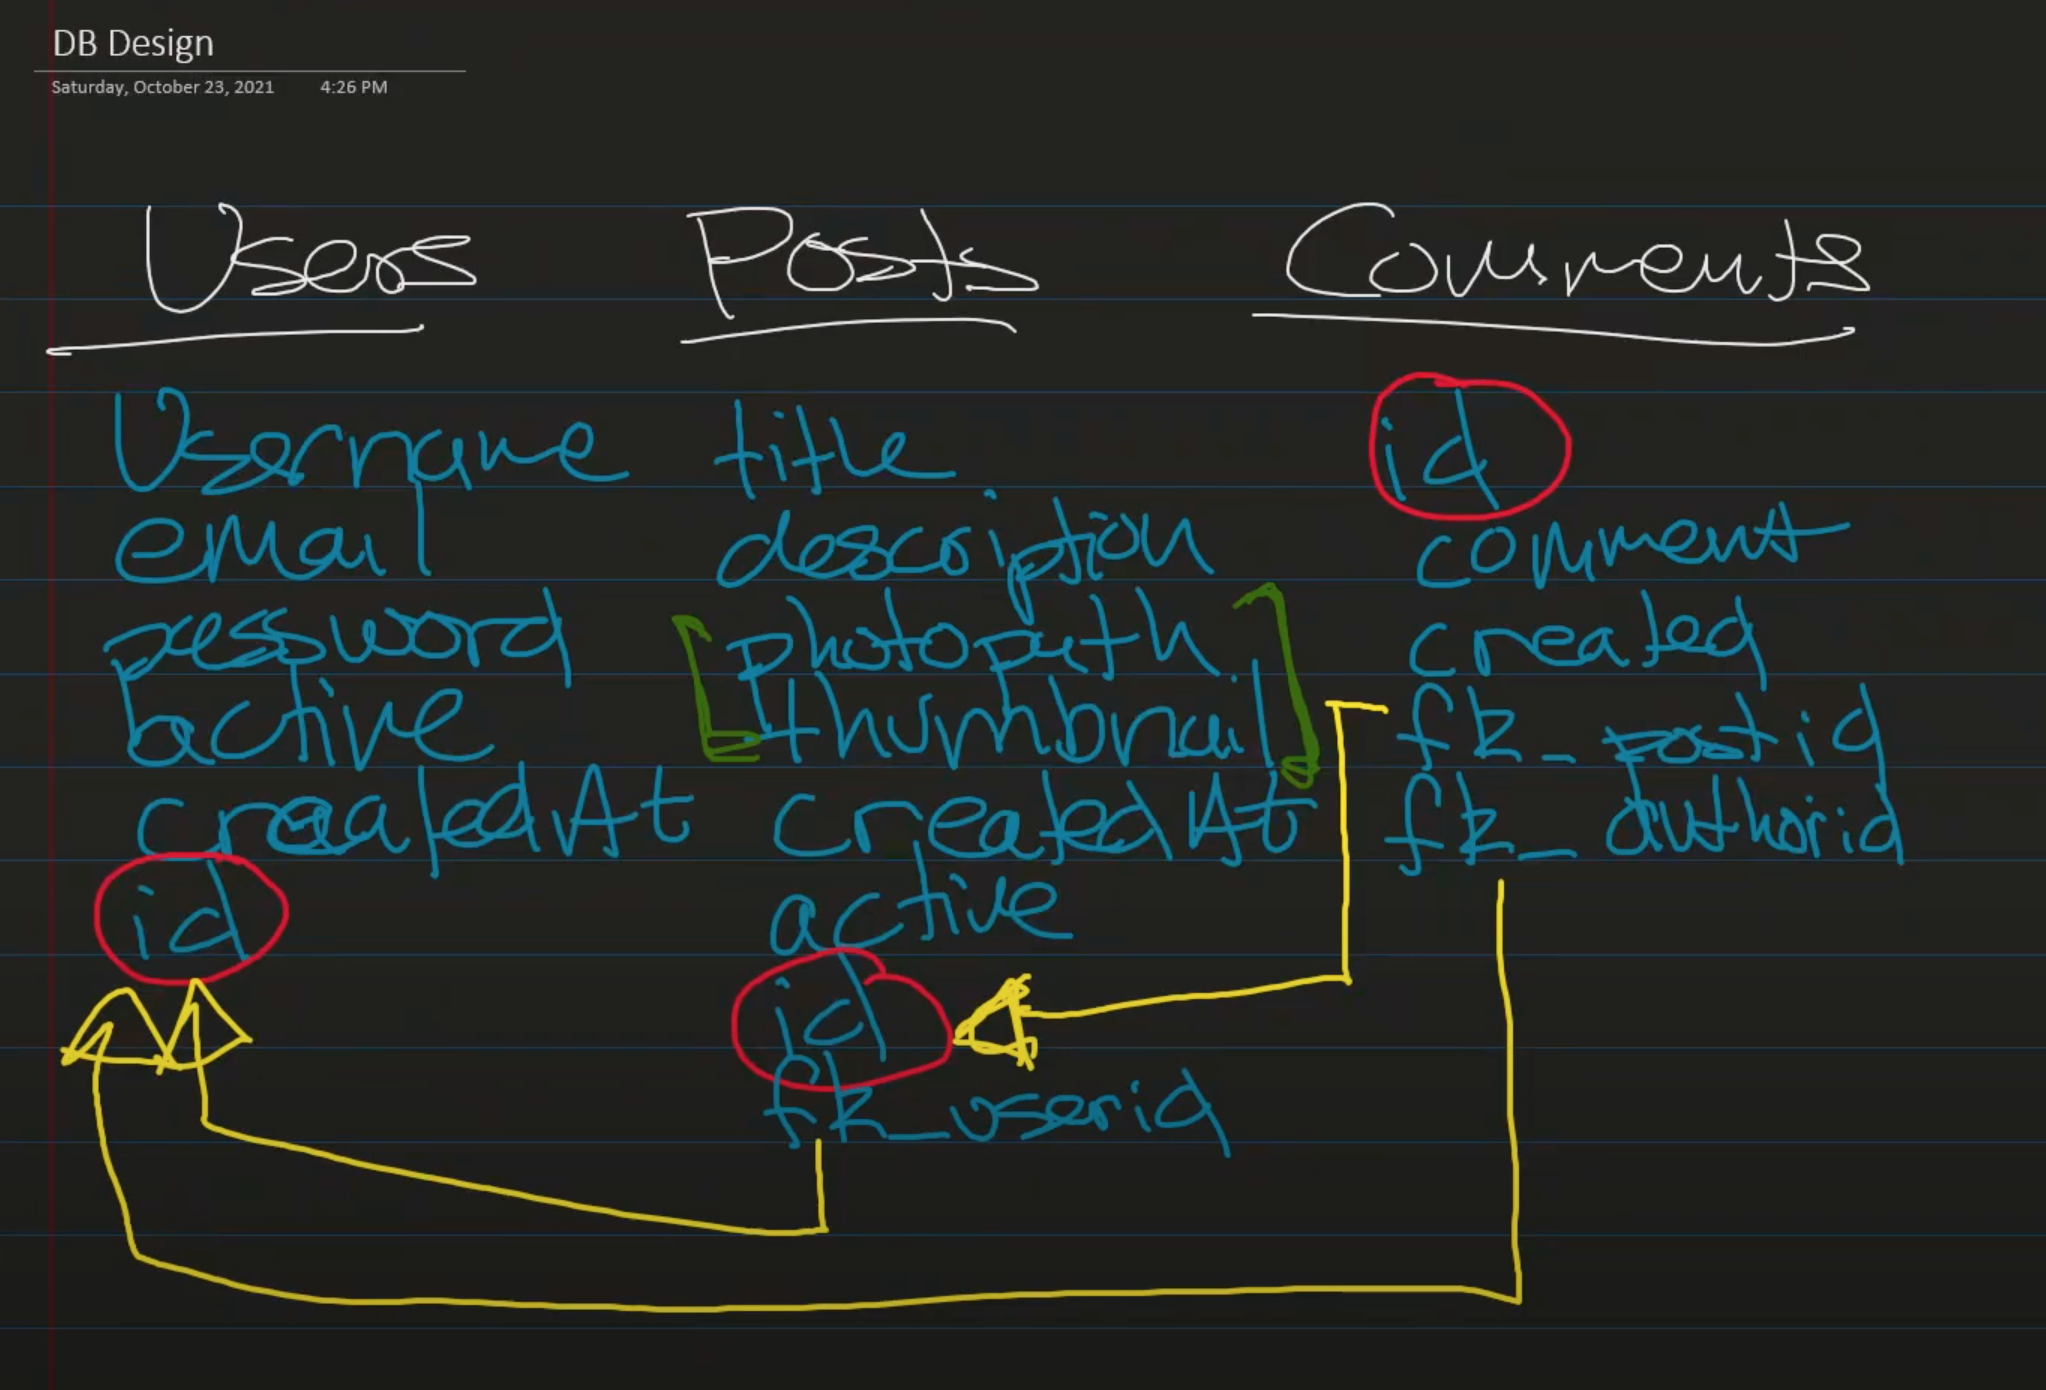 DB Design
Saturday, October 23, 2021 4:26 PM
Users
Username
email
password
active
createdAt
id
Posts
title
description
photopath
thumbnail
createdAt
active
id
fk_userid
Comments
id
comment
created
fk_postid
fk_authorid